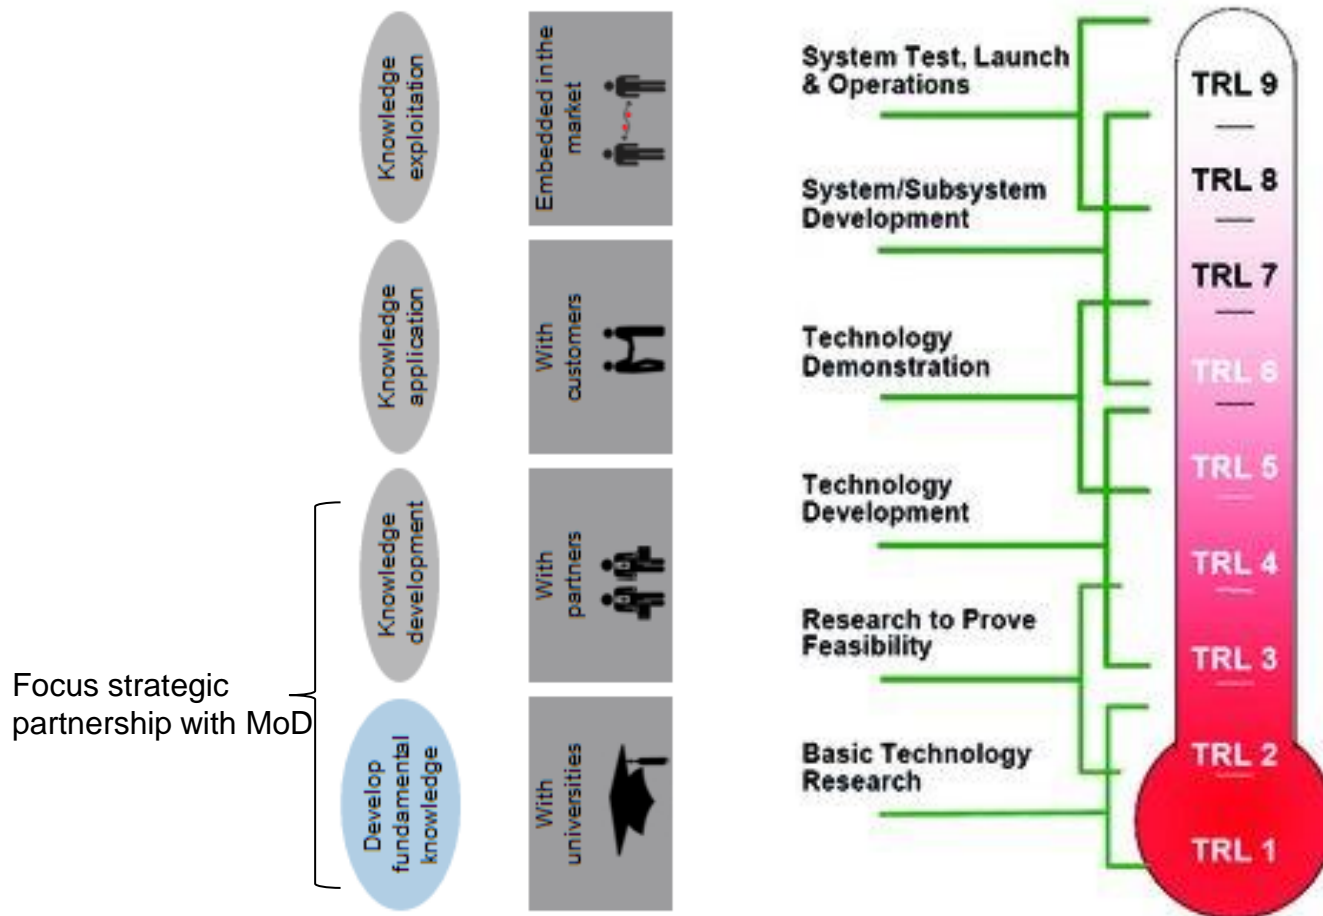 Focus strategic
partnership with MoD
Knowledge
exploitation
Knowledge
application
Knowledge
development
Develop
fundamental
knowledge
Embedded in the
market
With
customers
With
partners
With
universities
System Test, Launch
& Operations
System/Subsystem
Development
Technology
Demonstration
Technology
Development
Research to Prove
Feasibility
Basic Technology
Research
TRL 9
TRL 8
TRL 7
TRL 6
TRL 5
TRL 4
TRL 3
TRL 2
TRL 1